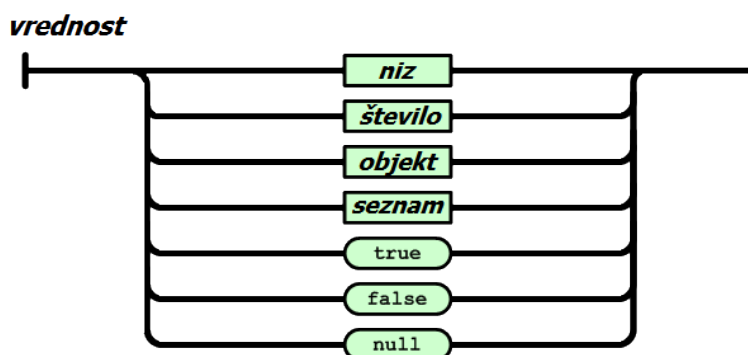 vrednost
niz
število
objekt
seznam
true
false
null